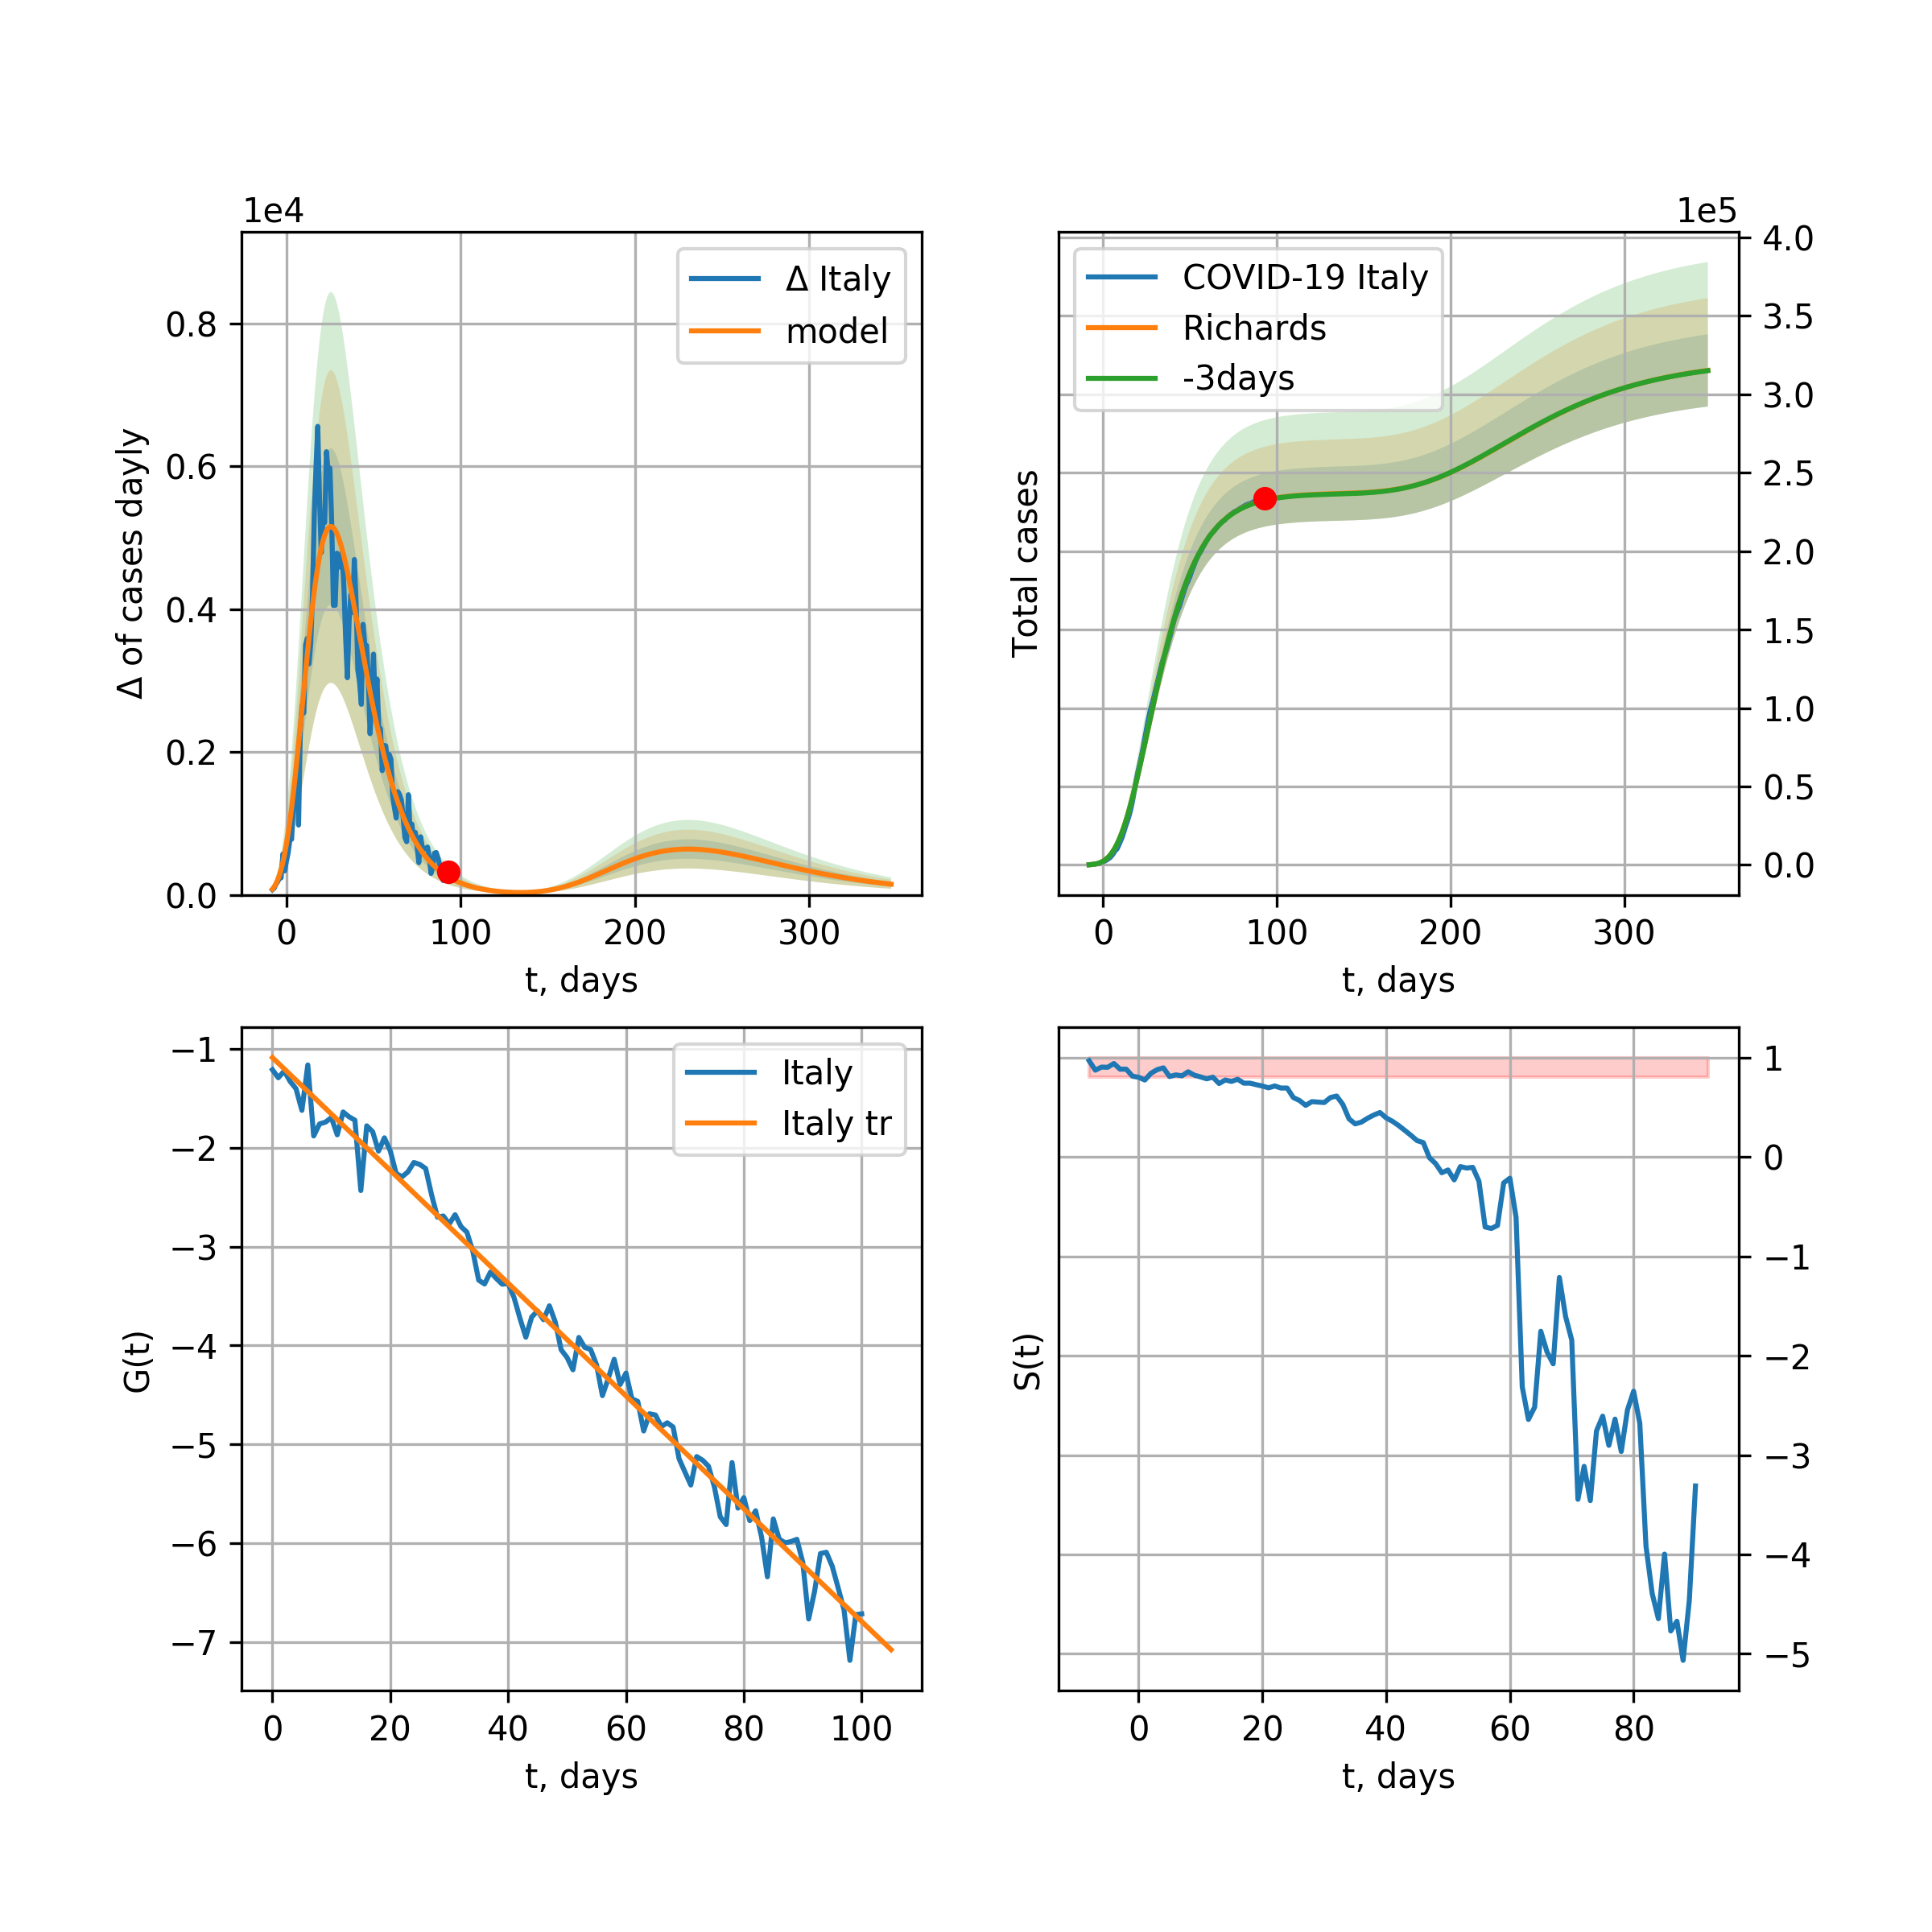 1e4
Δ of cases dayly
0.8
0.6
0.4
0.2
0.0
0 100 200 300
t, days
Δ Italy
model
1e5
Total cases
4.0
3.5
3.0
2.5
2.0
1.5
1.0
0.5
0.0
0 100 200 300
t, days
COVID-19 Italy
Richards
-3days
G(t)
−1
−2
−3
−4
−5
−6
−7
0 20 40 60 80 100
t, days
Italy
Italy tr
S(t)
1
0
−1
−2
−3
−4
−5
0 20 40 60 80
t, days